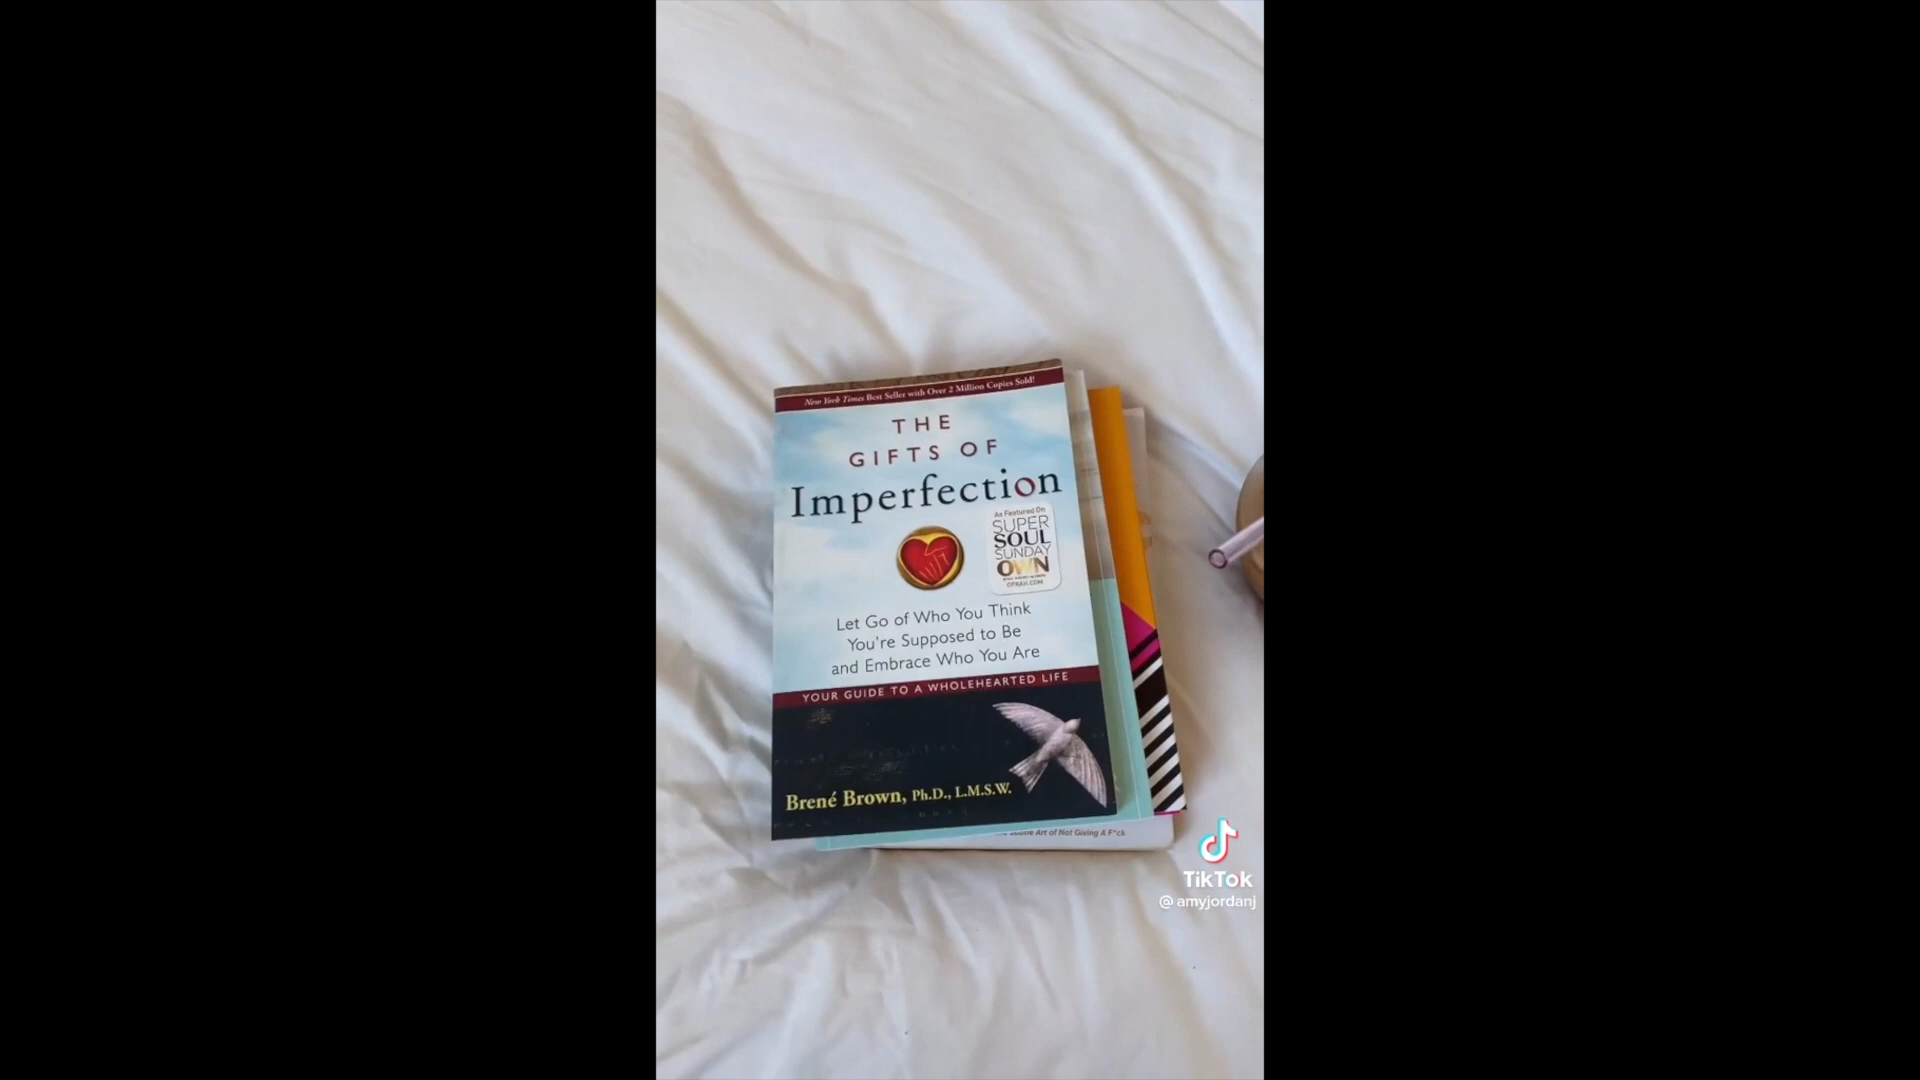 New York Times Best Seller with Over 2 Million Copies Sold!
THE
GIFTS OF
Imperfection
As Featured On
SUPER
SOUL
SUNDAY
OWN
OPRAH.COM
Let Go of Who You Think
You're Supposed to Be
and Embrace Who You Are
YOUR GUIDE TO A WHOLEHEARTED LIFE
Brené Brown, Ph.D., L.M.S.W.
Subtle Art of Not Giving A F*ck
TikTok
@amyjordanj